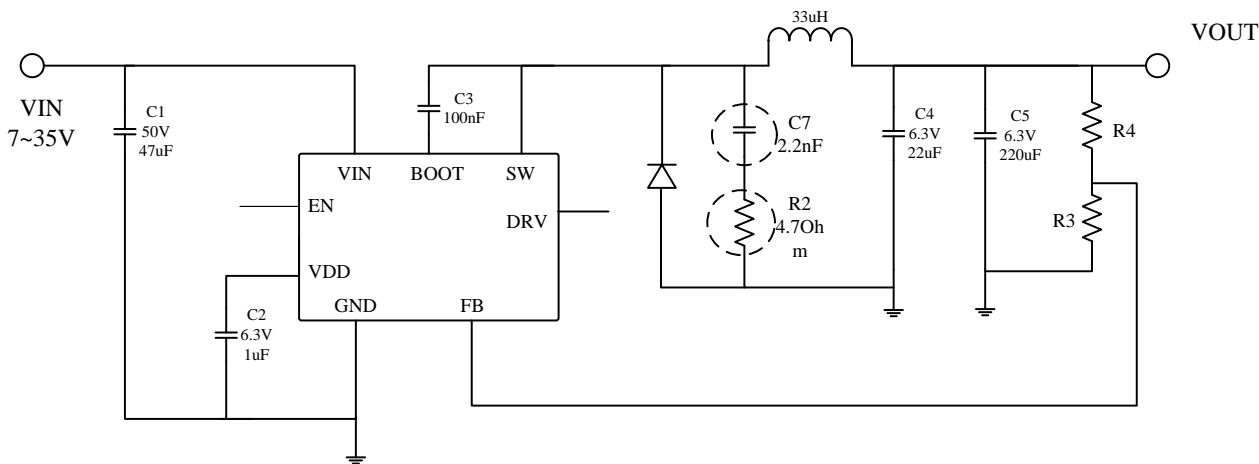 33uH
VOUT
VIN
7~35V
C1
50V
47uF
C3
100nF
C7
2.2nF
C4
6.3V
22uF
C5
6.3V
220uF
R4
VIN
BOOT
SW
EN
DRV
R2
4.7Oh
m
R3
VDD
GND
FB
C2
6.3V
1uF